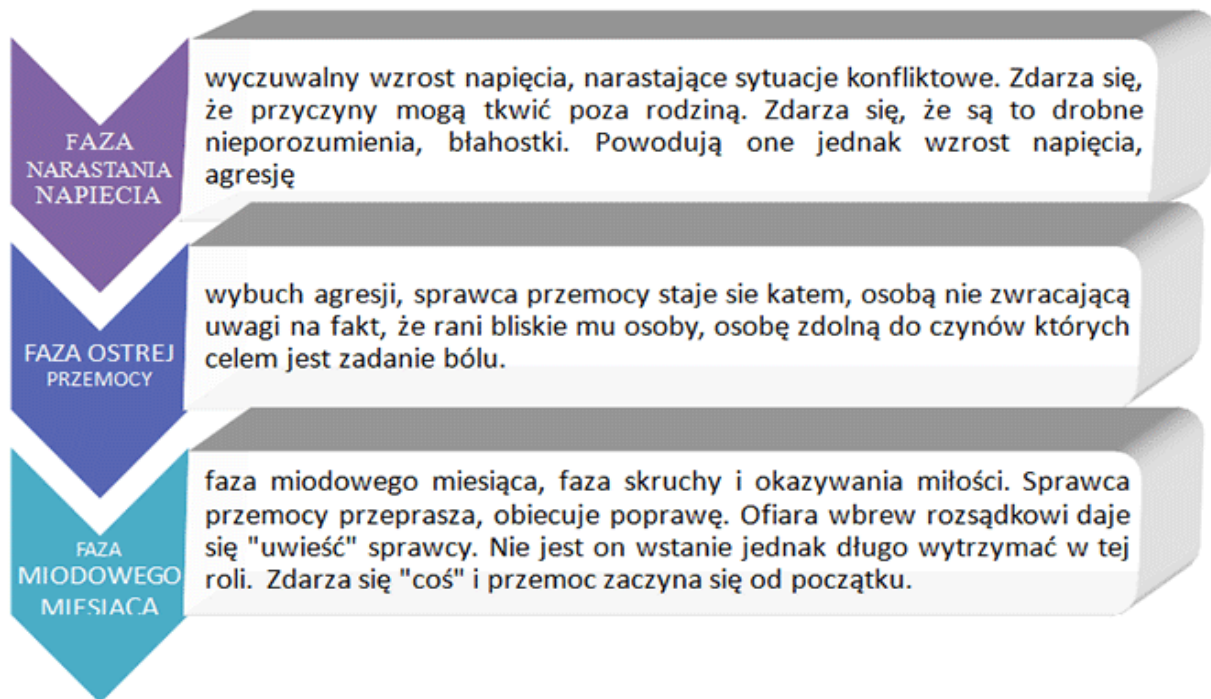 FAZA
NARASTANIA
NAPIECIA
wyczuwalny wzrost napięcia, narastające sytuacje konfliktowe. Zdarza się,
że przyczyny mogą tkwić poza rodziną. Zdarza się, że są to drobne
nieporozumienia, błahostki. Powodują one jednak wzrost napięcia,
agresję
FAZA OSTREJ
PRZEMOCY
wybuch agresji, sprawca przemocy staje sie katem, osobą nie zwracającą
uwagi na fakt, że rani bliskie mu osoby, osobę zdolną do czynów których
celem jest zadanie bólu.
FAZA
MIODOWEGO
MIESIACA
faza miodowego miesiąca, faza skruchy i okazywania miłości. Sprawca
przemocy przeprasza, obiecuje poprawę. Ofiara wbrew rozsądkowi daje
się "uwieść" sprawcy. Nie jest on wstanie jednak długo wytrzymać w tej
roli.  Zdarza się "coś" i przemoc zaczyna się od początku.